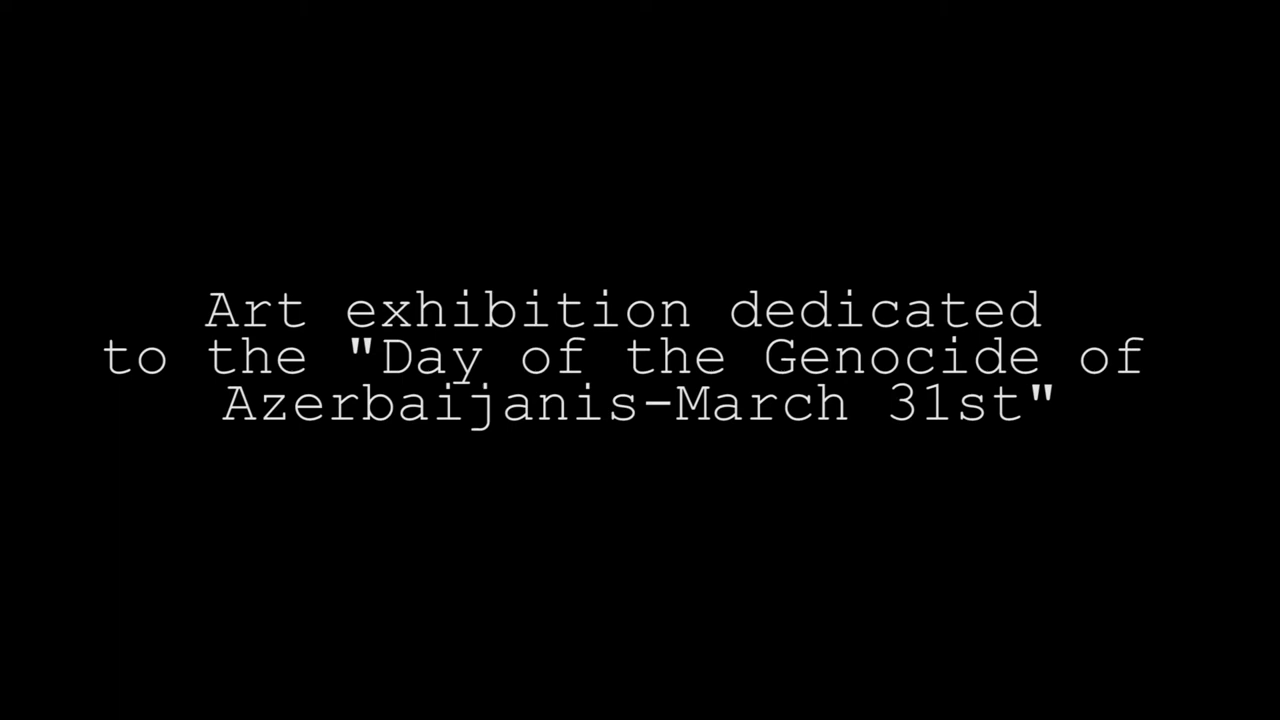 Art exhibition dedicated
to the "Day of the Genocide of
Azerbaijanis-March 31st"